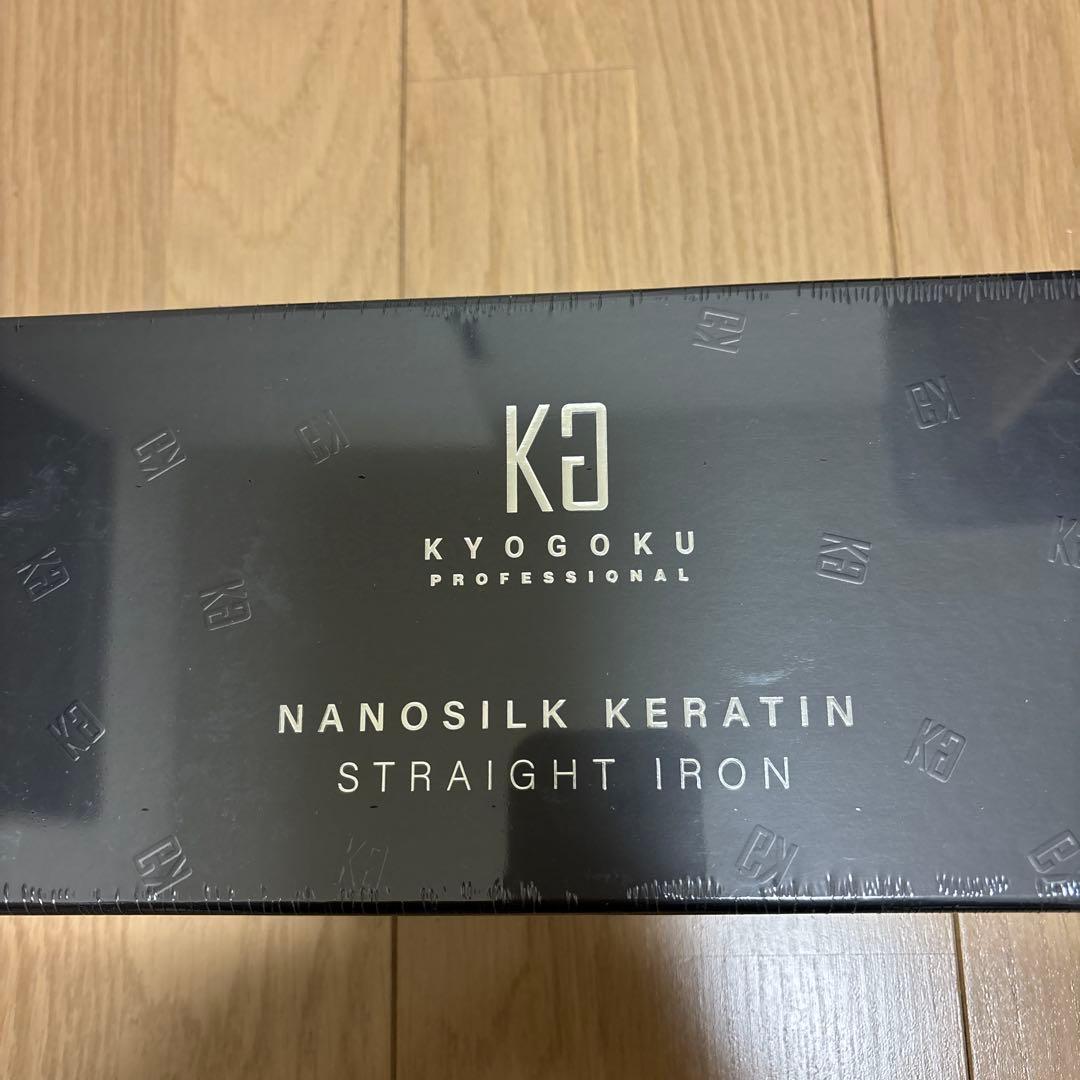 KG
KYOGOKU
PROFESSIONAL
NANOSILK KERATIN
STRAIGHT IRON